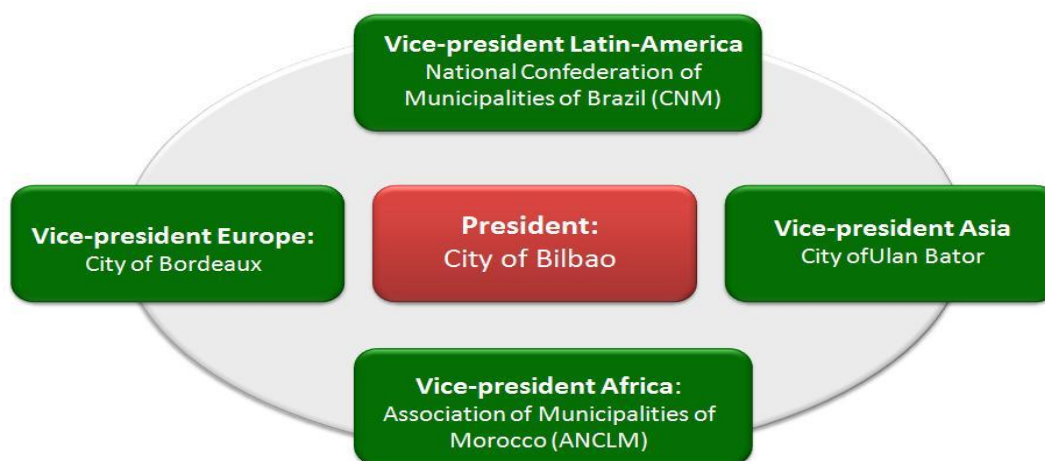 Vice-president Latin-America
National Confederation of
Municipalities of Brazil (CNM)
Vice-president Europe:
City of Bordeaux
President:
City of Bilbao
Vice-president Asia
City ofUlan Bator
Vice-president Africa:
Association of Municipalities of
Morocco (ANCLM)